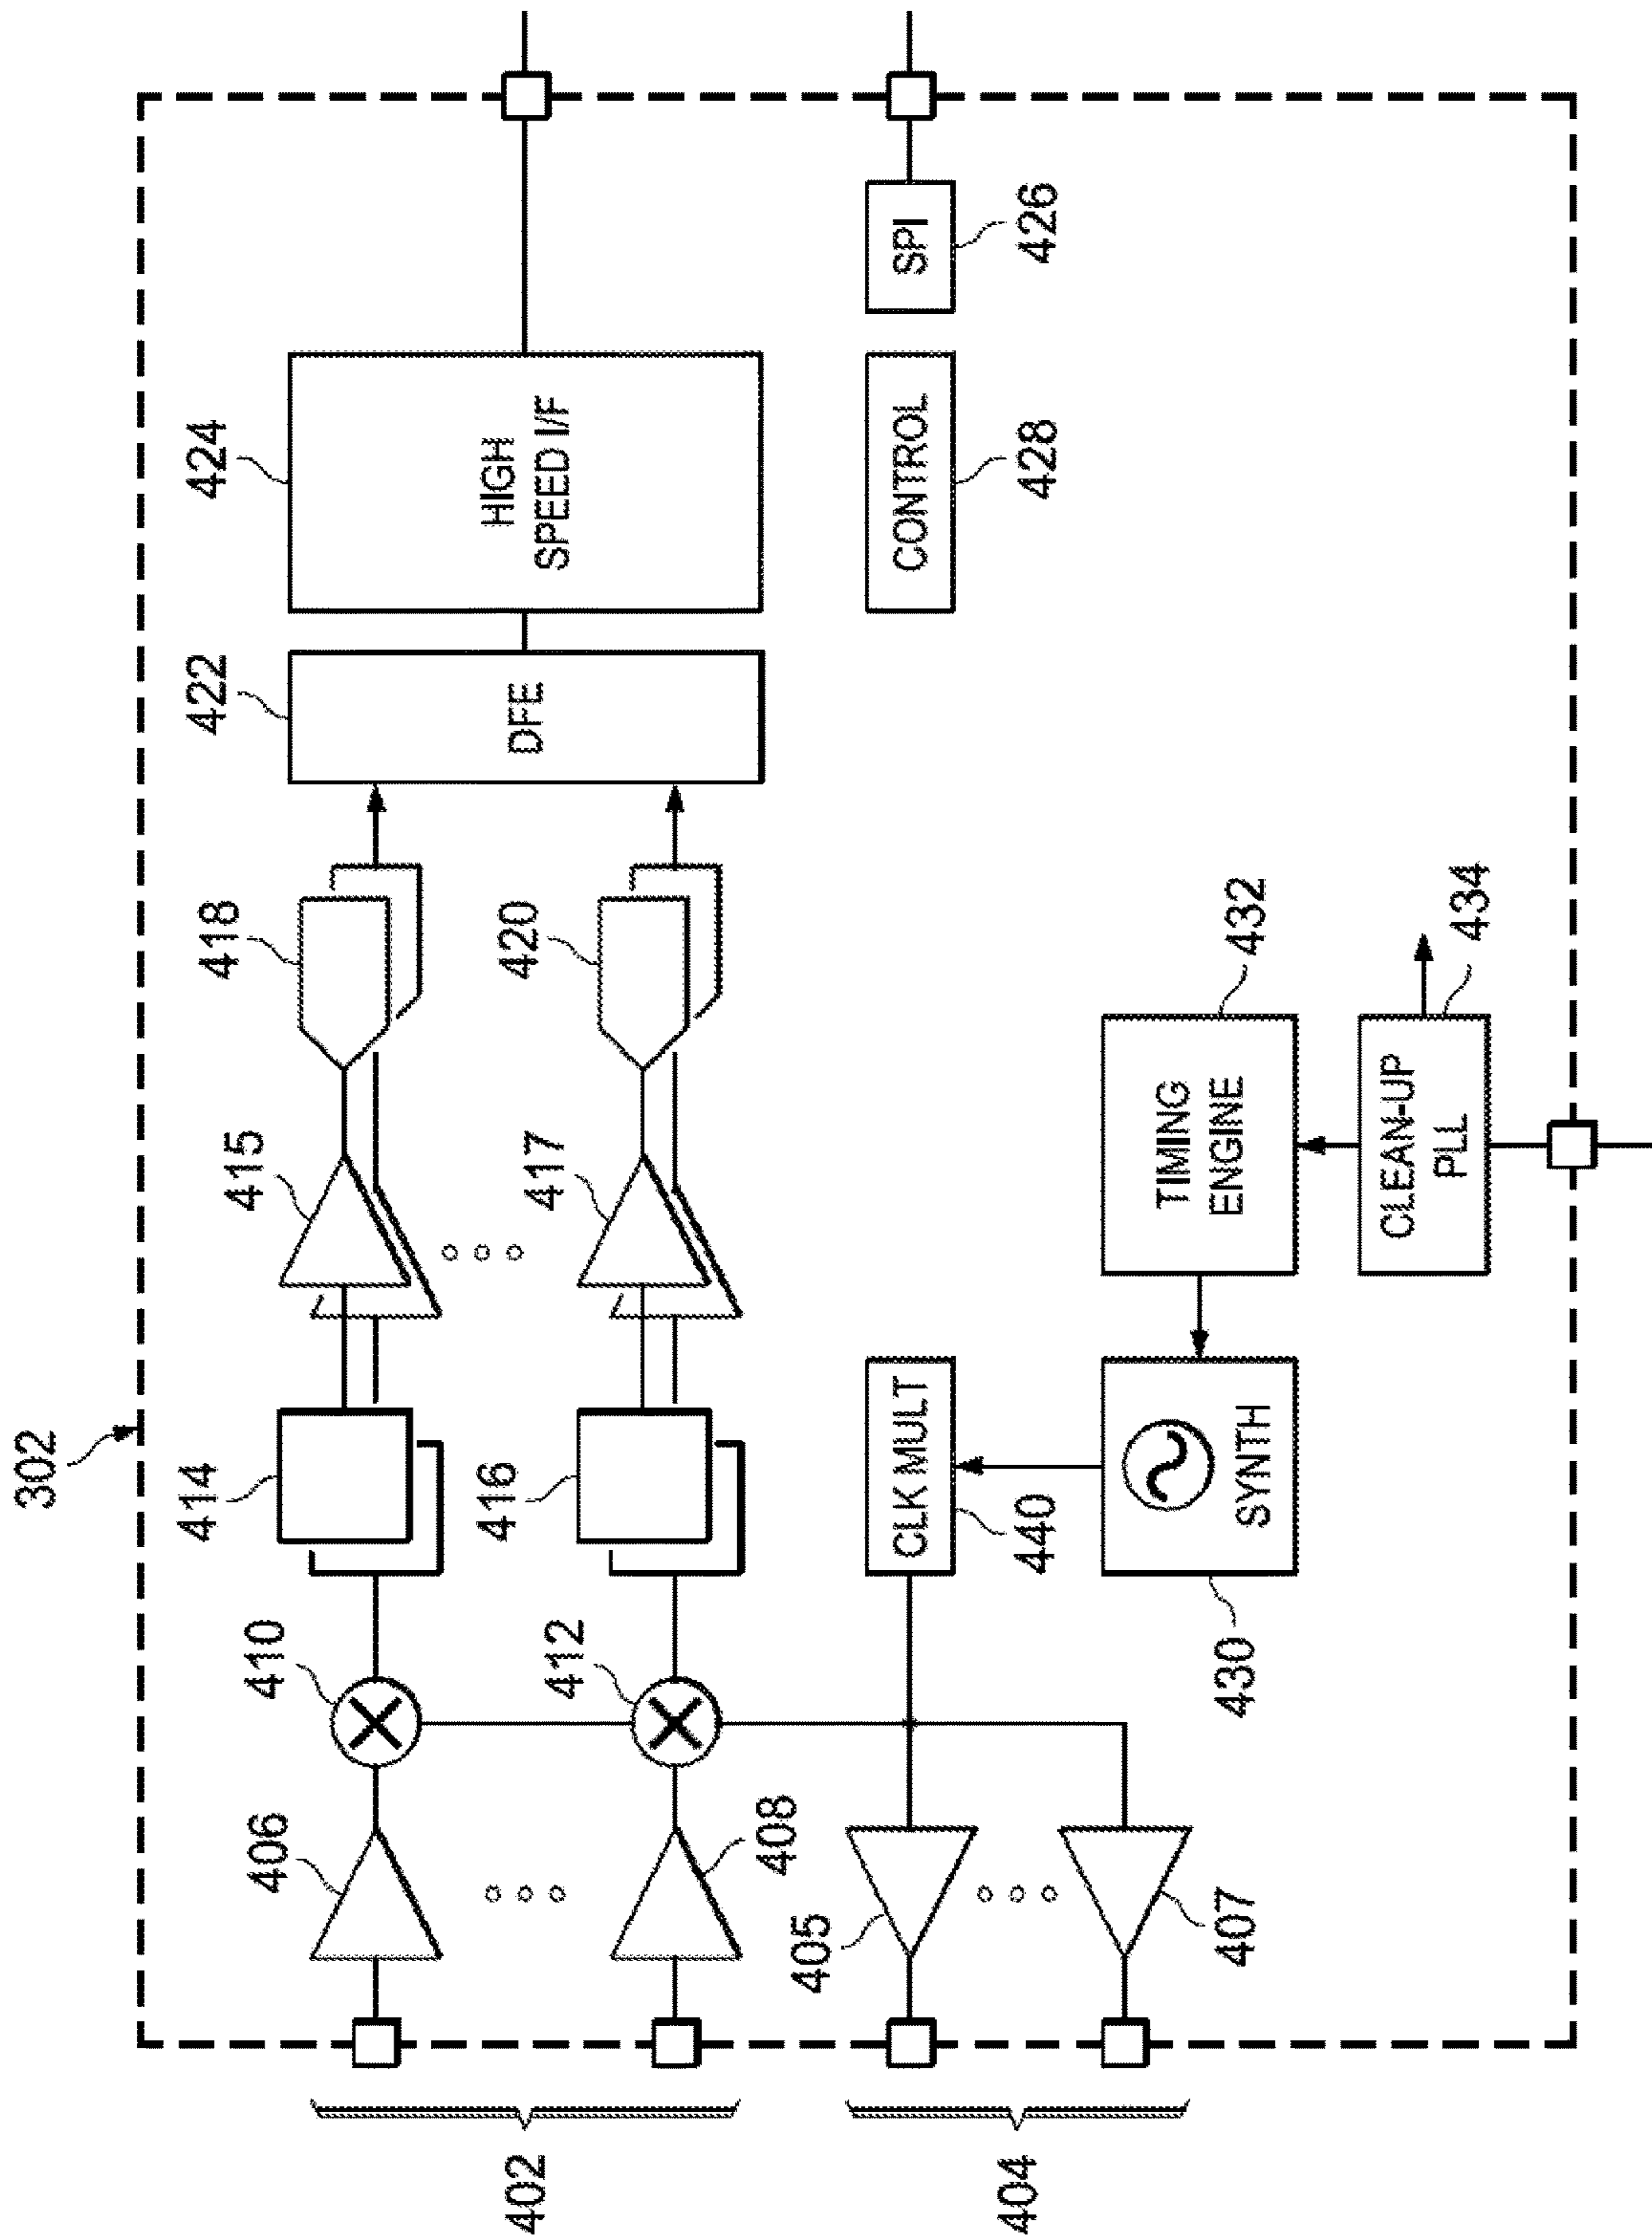 302
402
404
406
408
410
412
414
416
415
417
418
420
422
DFE
424
HIGH
SPEED I/F
405
407
CLK MULT
440
CONTROL
428
SPI
426
SYNTH
430
TIMING
ENGINE
432
CLEAN-UP
PLL
434